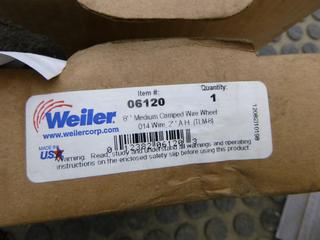 Item #:
06120
Quantity:
1
Weiler
www.weilercorp.com
6" Medium Crimped Wire Wheel
.014 Wire, 2" A.H. (TLM-6)
MADE IN
USA
Warning. Read, study and understand all warnings and operating
instructions on the enclosed safety slip before using this product.